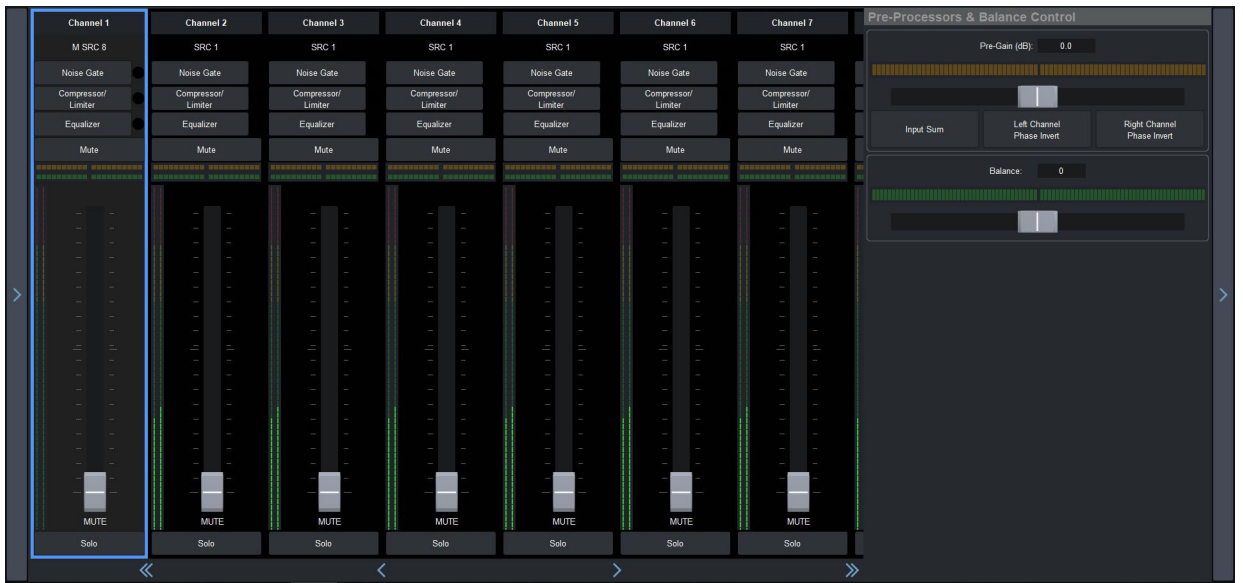 Channel 1
Channel 2
Channel 3
Channel 4
Channel 5
Channel 6
Channel 7
Pre-Processors & Balance Control
M SRC 8
SRC 1
SRC 1
SRC 1
SRC 1
SRC 1
SRC 1
Pre-Gain (dB):
0.0
Noise Gate
Noise Gate
Noise Gate
Noise Gate
Noise Gate
Noise Gate
Noise Gate
Compressor/
Limiter
Compressor/
Limiter
Compressor/
Limiter
Compressor/
Limiter
Compressor/
Limiter
Compressor/
Limiter
Compressor/
Limiter
Equalizer
Equalizer
Equalizer
Equalizer
Equalizer
Equalizer
Equalizer
Input Sum
Left Channel
Phase Invert
Right Channel
Phase Invert
Mute
Mute
Mute
Mute
Mute
Mute
Mute
Balance:
0
MUTE
MUTE
MUTE
MUTE
MUTE
MUTE
MUTE
Solo
Solo
Solo
Solo
Solo
Solo
Solo